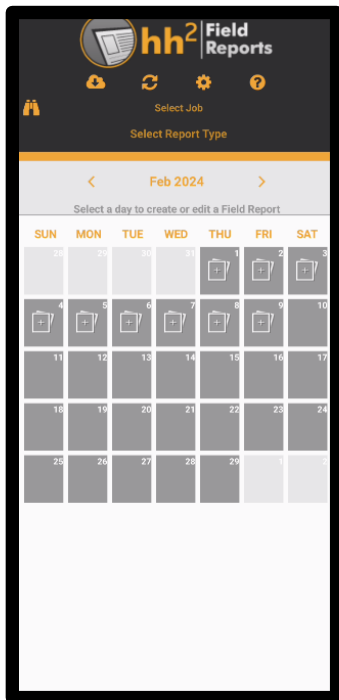 hh2 Field Reports
Select Job
Select Report Type
Feb 2024
Select a day to create or edit a Field Report
SUN MON TUE WED THU FRI SAT
28 29 30 31 1 2 3
4 5 6 7 8 9 10
11 12 13 14 15 16 17
18 19 20 21 22 23 24
25 26 27 28 29 1 2